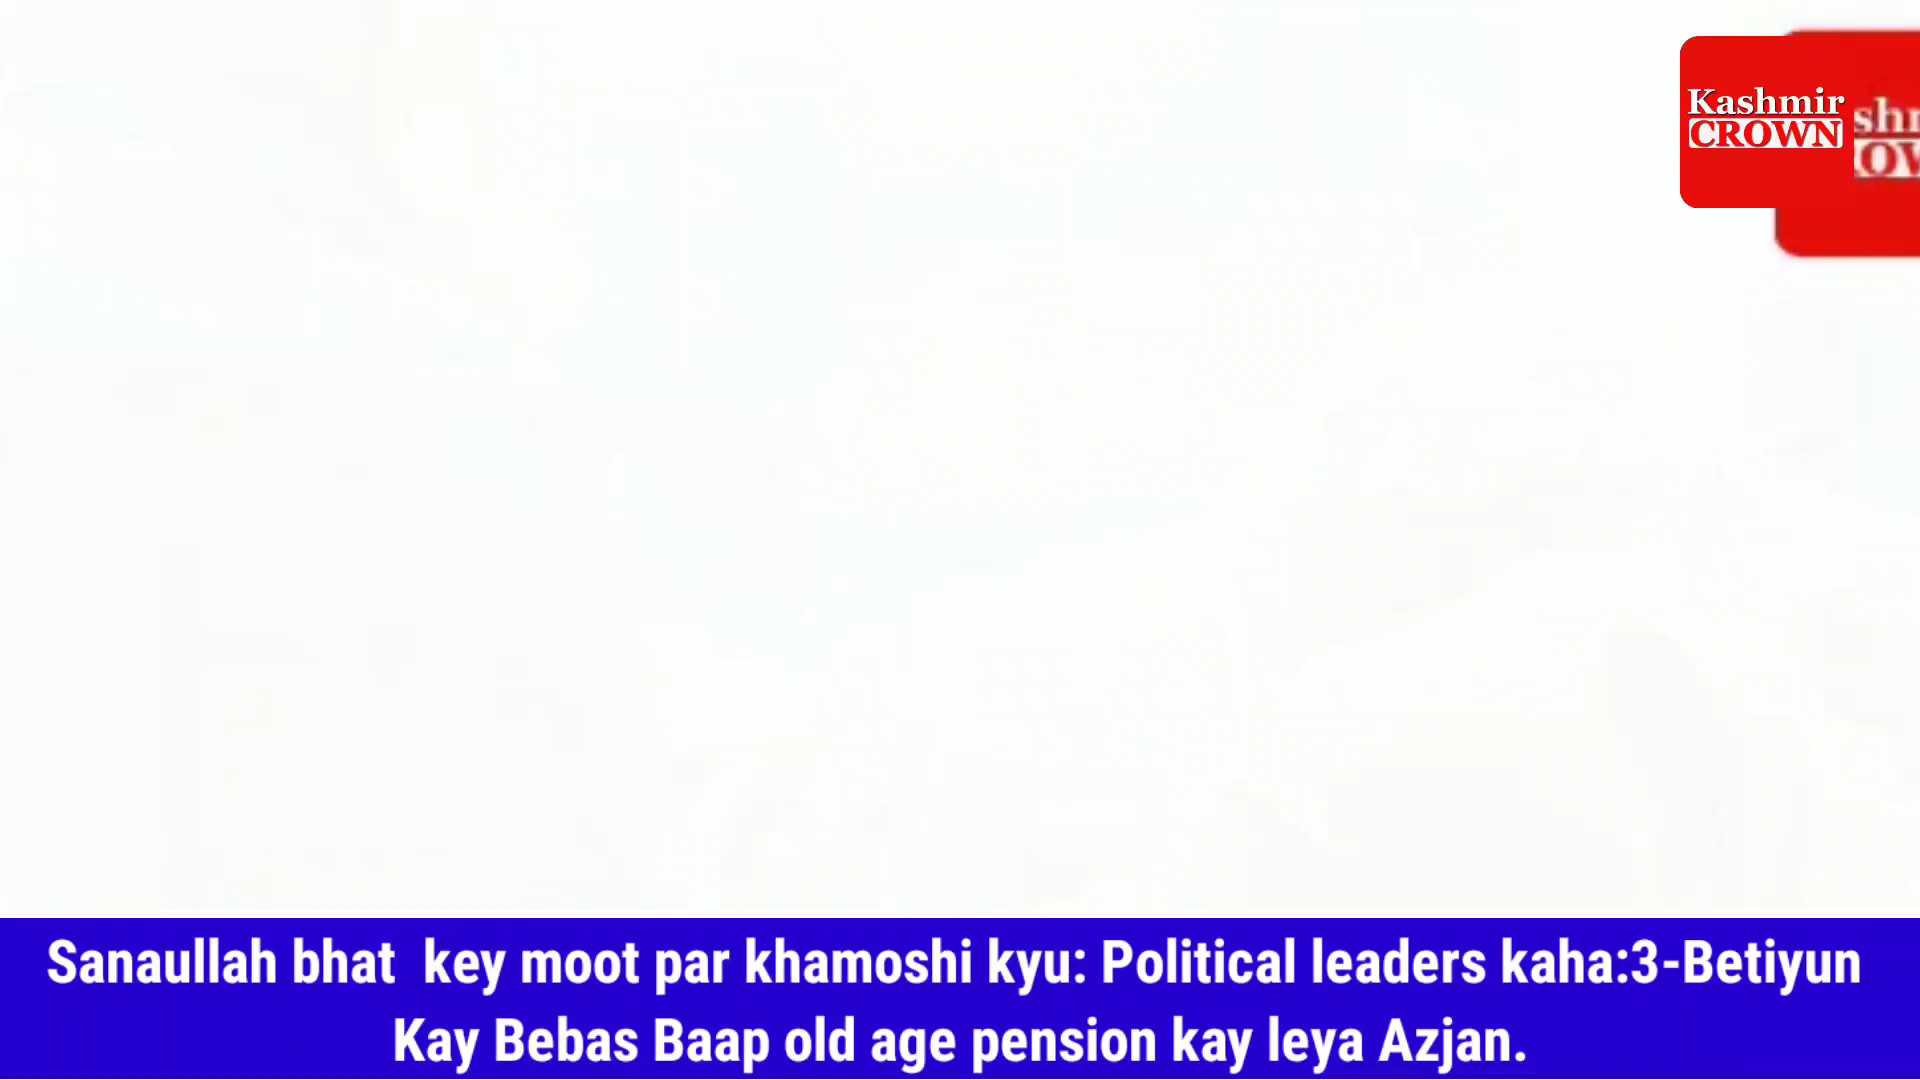 Kashmir
CROWN
Sanaullah bhat key moot par khamoshi kyu: Political leaders kaha:3-Betiyun
Kay Bebas Baap old age pension kay leya Azjan.